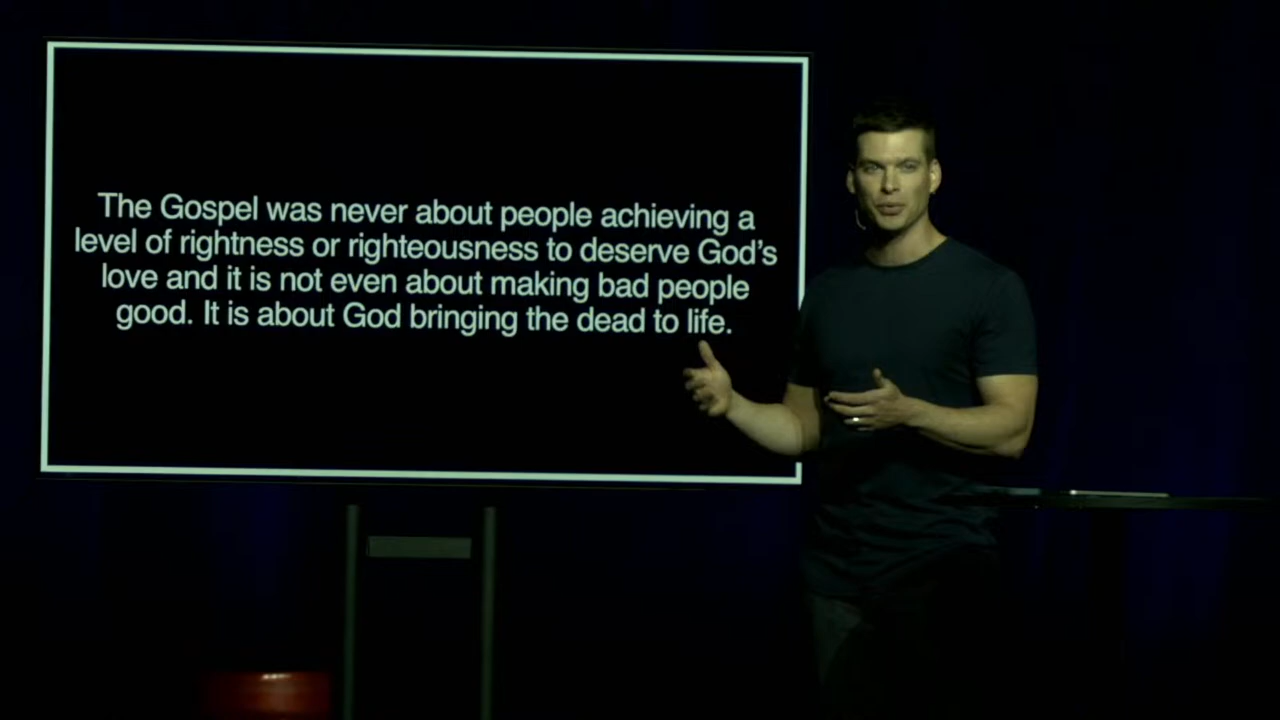 The Gospel was never about people achieving a
level of rightness or righteousness to deserve God's
love and it is not even about making bad people
good. It is about God bringing the dead to life.